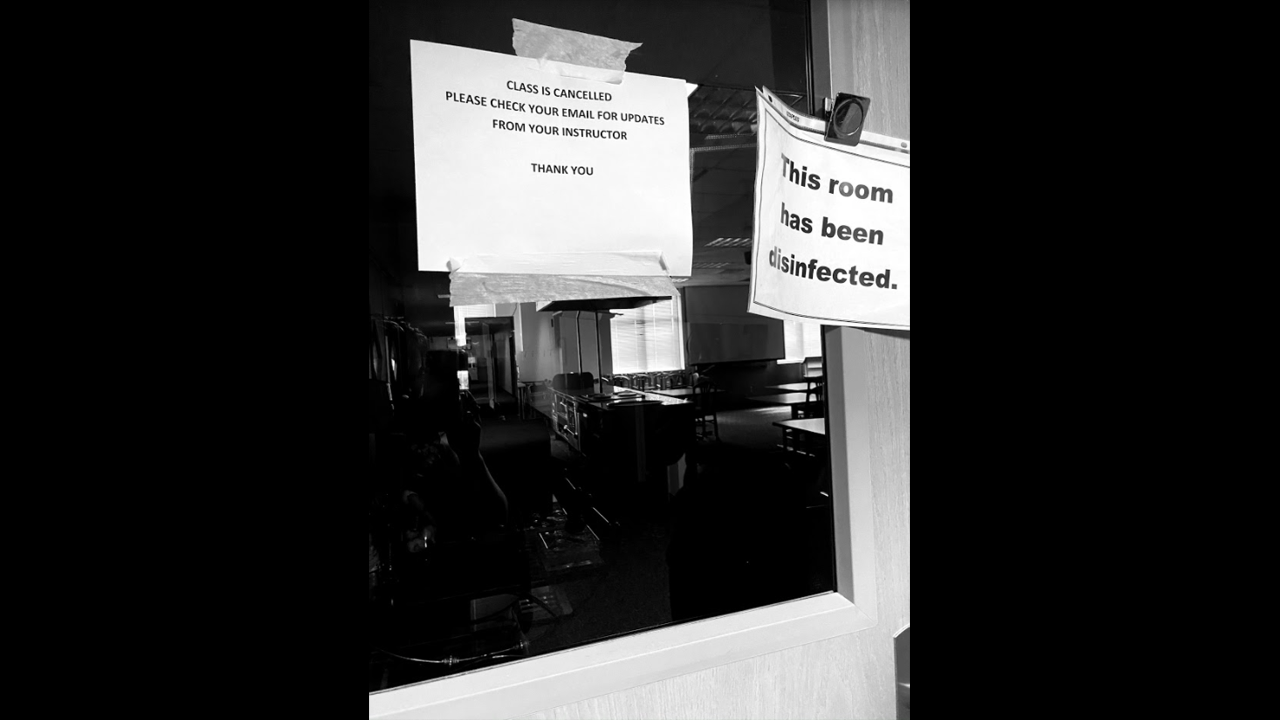 CLASS IS CANCELLED
PLEASE CHECK YOUR EMAIL FOR UPDATES
FROM YOUR INSTRUCTOR
THANK YOU
This room
has been
disinfected.